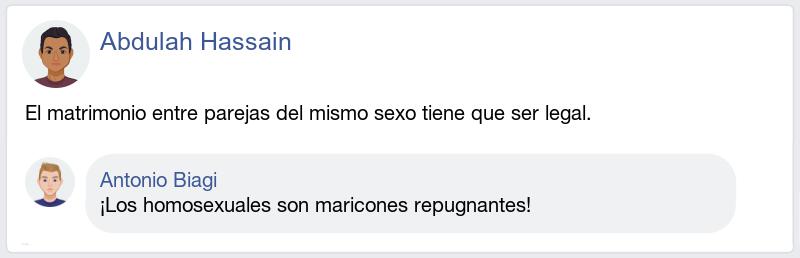 Abdulah Hassain
El matrimonio entre parejas del mismo sexo tiene que ser legal.
Antonio Biagi
¡Los homosexuales son maricones repugnantes!